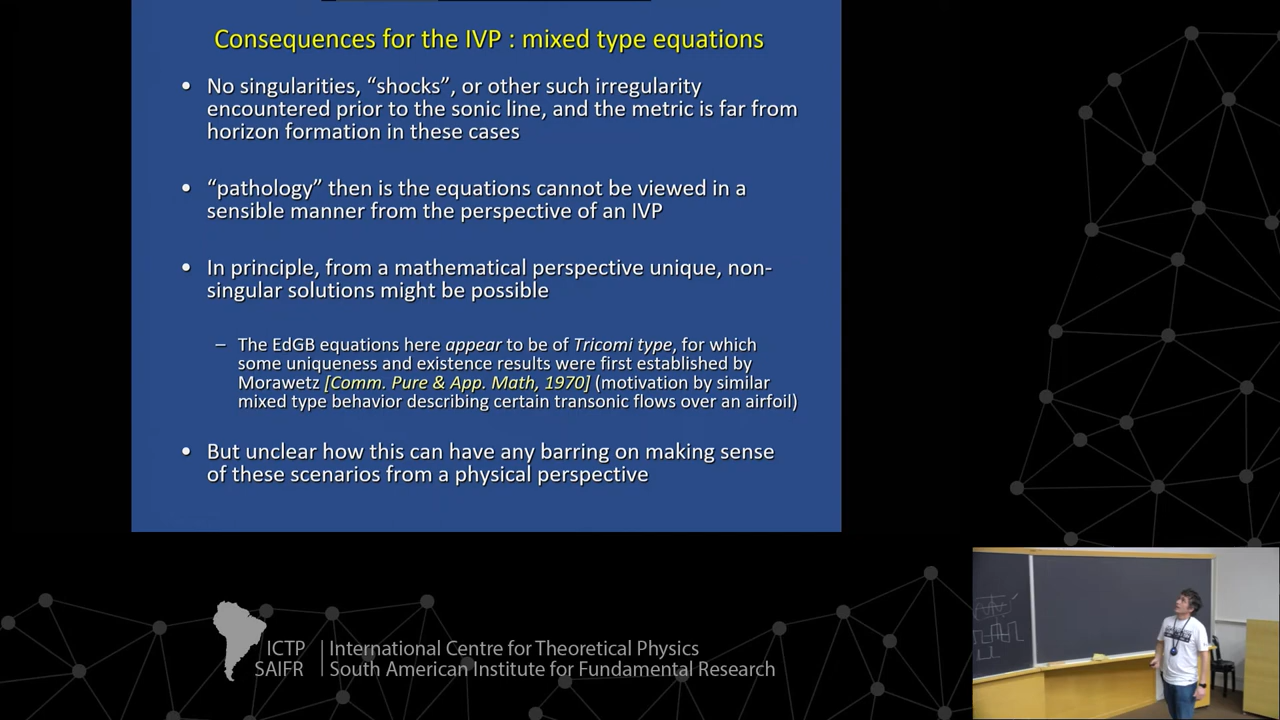 Consequences for the IVP : mixed type equations
• No singularities, “shocks”, or other such irregularity
encountered prior to the sonic line, and the metric is far from
horizon formation in these cases
• “pathology” then is the equations cannot be viewed in a
sensible manner from the perspective of an IVP
• In principle, from a mathematical perspective unique, non-
singular solutions might be possible
– The EdGB equations here appear to be of Tricomi type, for which
some uniqueness and existence results were first established by
Morawetz [Comm. Pure & App. Math, 1970] (motivation by similar
mixed type behavior describing certain transonic flows over an airfoil)
• But unclear how this can have any barring on making sense
of these scenarios from a physical perspective
ICTP
SAIFR
International Centre for Theoretical Physics
South American Institute for Fundamental Research